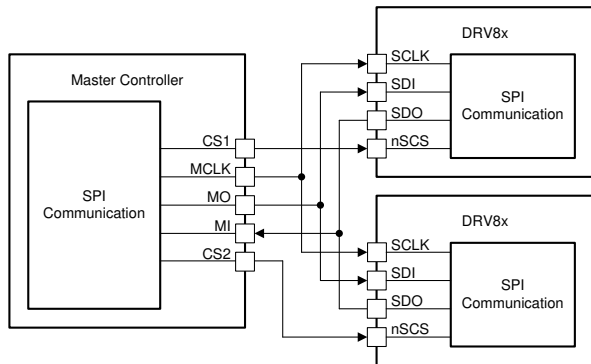 Master Controller
SPI
Communication
CS1
MCLK
MO
MI
CS2
DRV8x
SCLK
SDI
SDO
nSCS
SPI
Communication
DRV8x
SCLK
SDI
SDO
nSCS
SPI
Communication